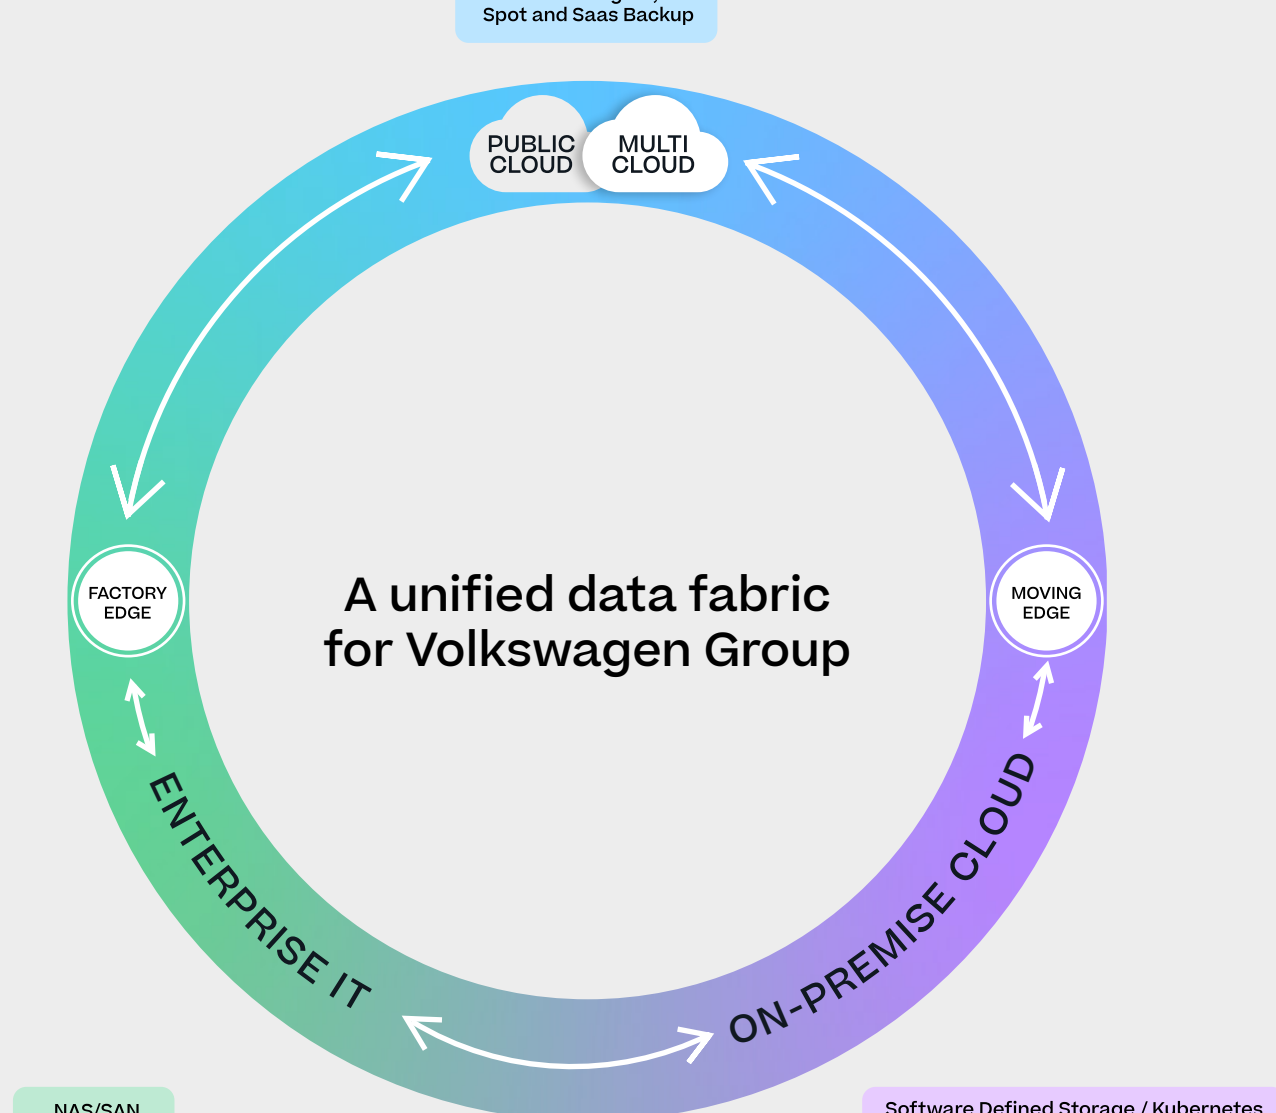 Spot and Saas Backup
PUBLIC
CLOUD
MULTI
CLOUD
FACTORY
EDGE
A unified data fabric
for Volkswagen Group
MOVING
EDGE
ENTERPRISE IT
ON-PREMISE CLOUD
NAS/SAN
Software Defined Storage / Kubernetes